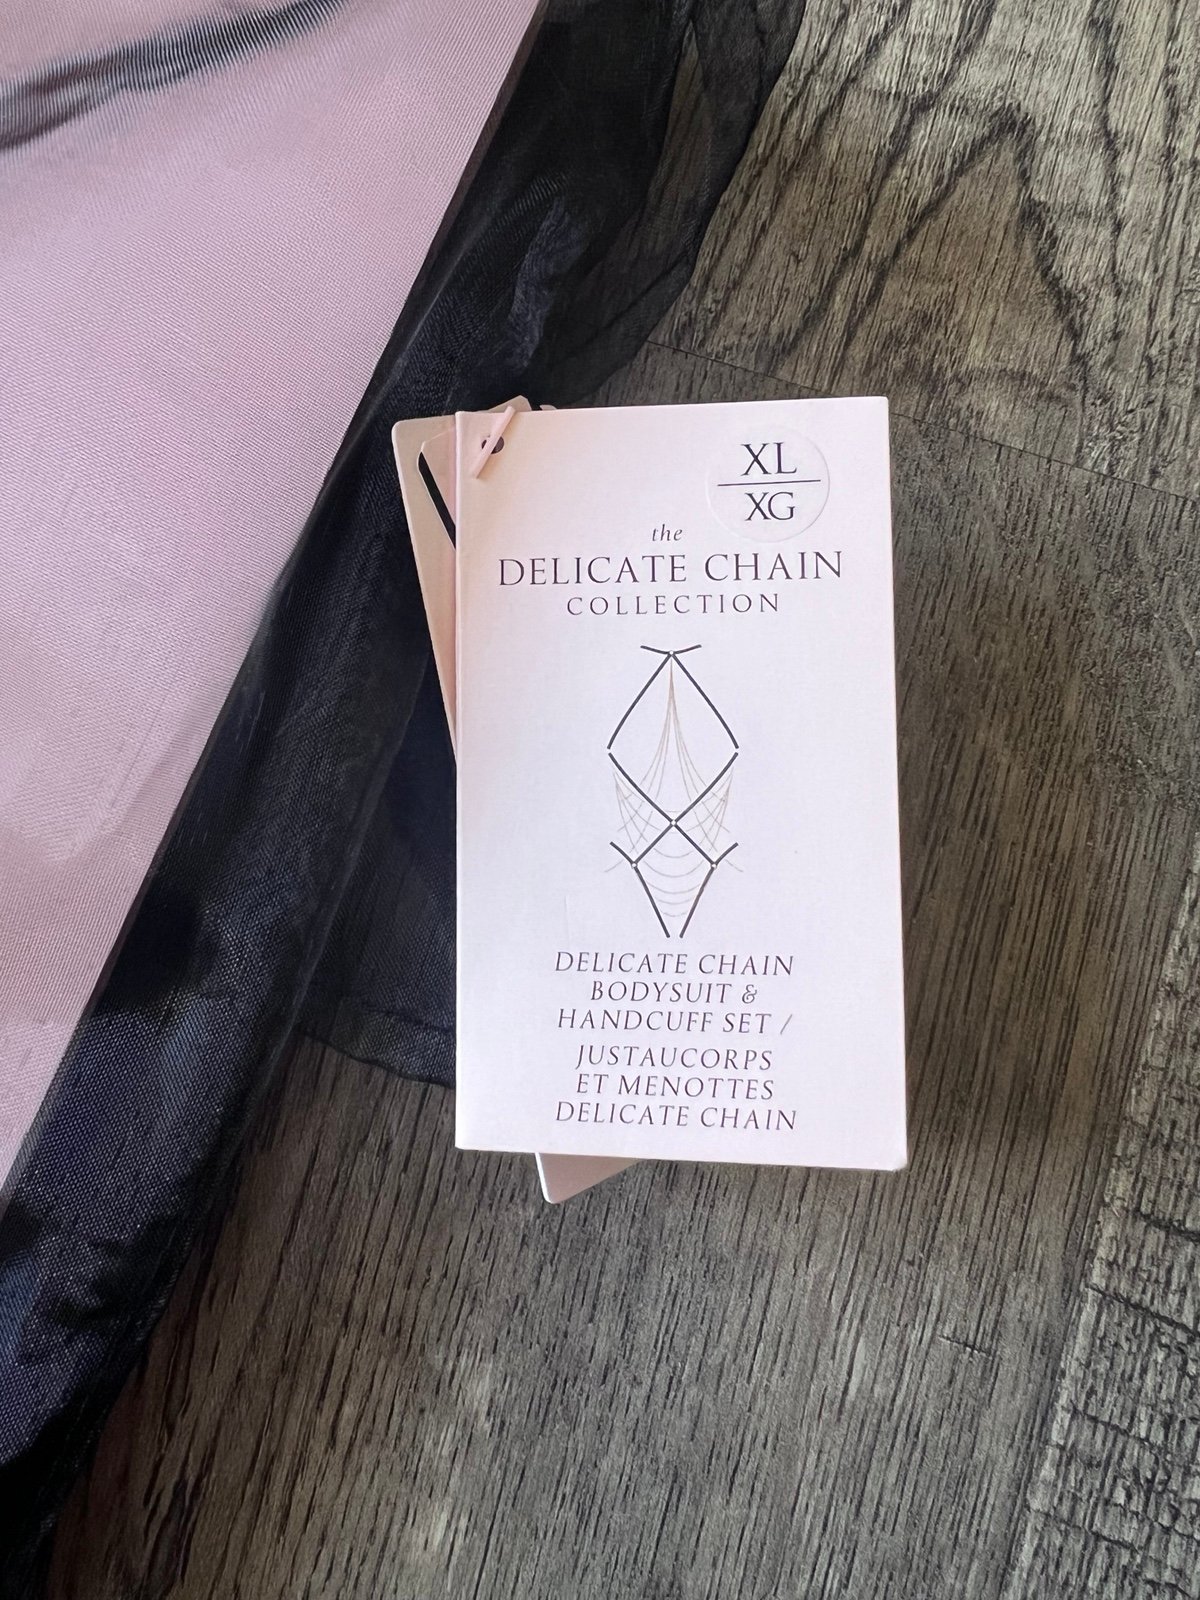 XL
XG
the
DELICATE CHAIN
COLLECTION
DELICATE CHAIN
BODYSUIT &
HANDCUFF SET /
JUSTAUCORPS
ET MENOTTES
DELICATE CHAIN